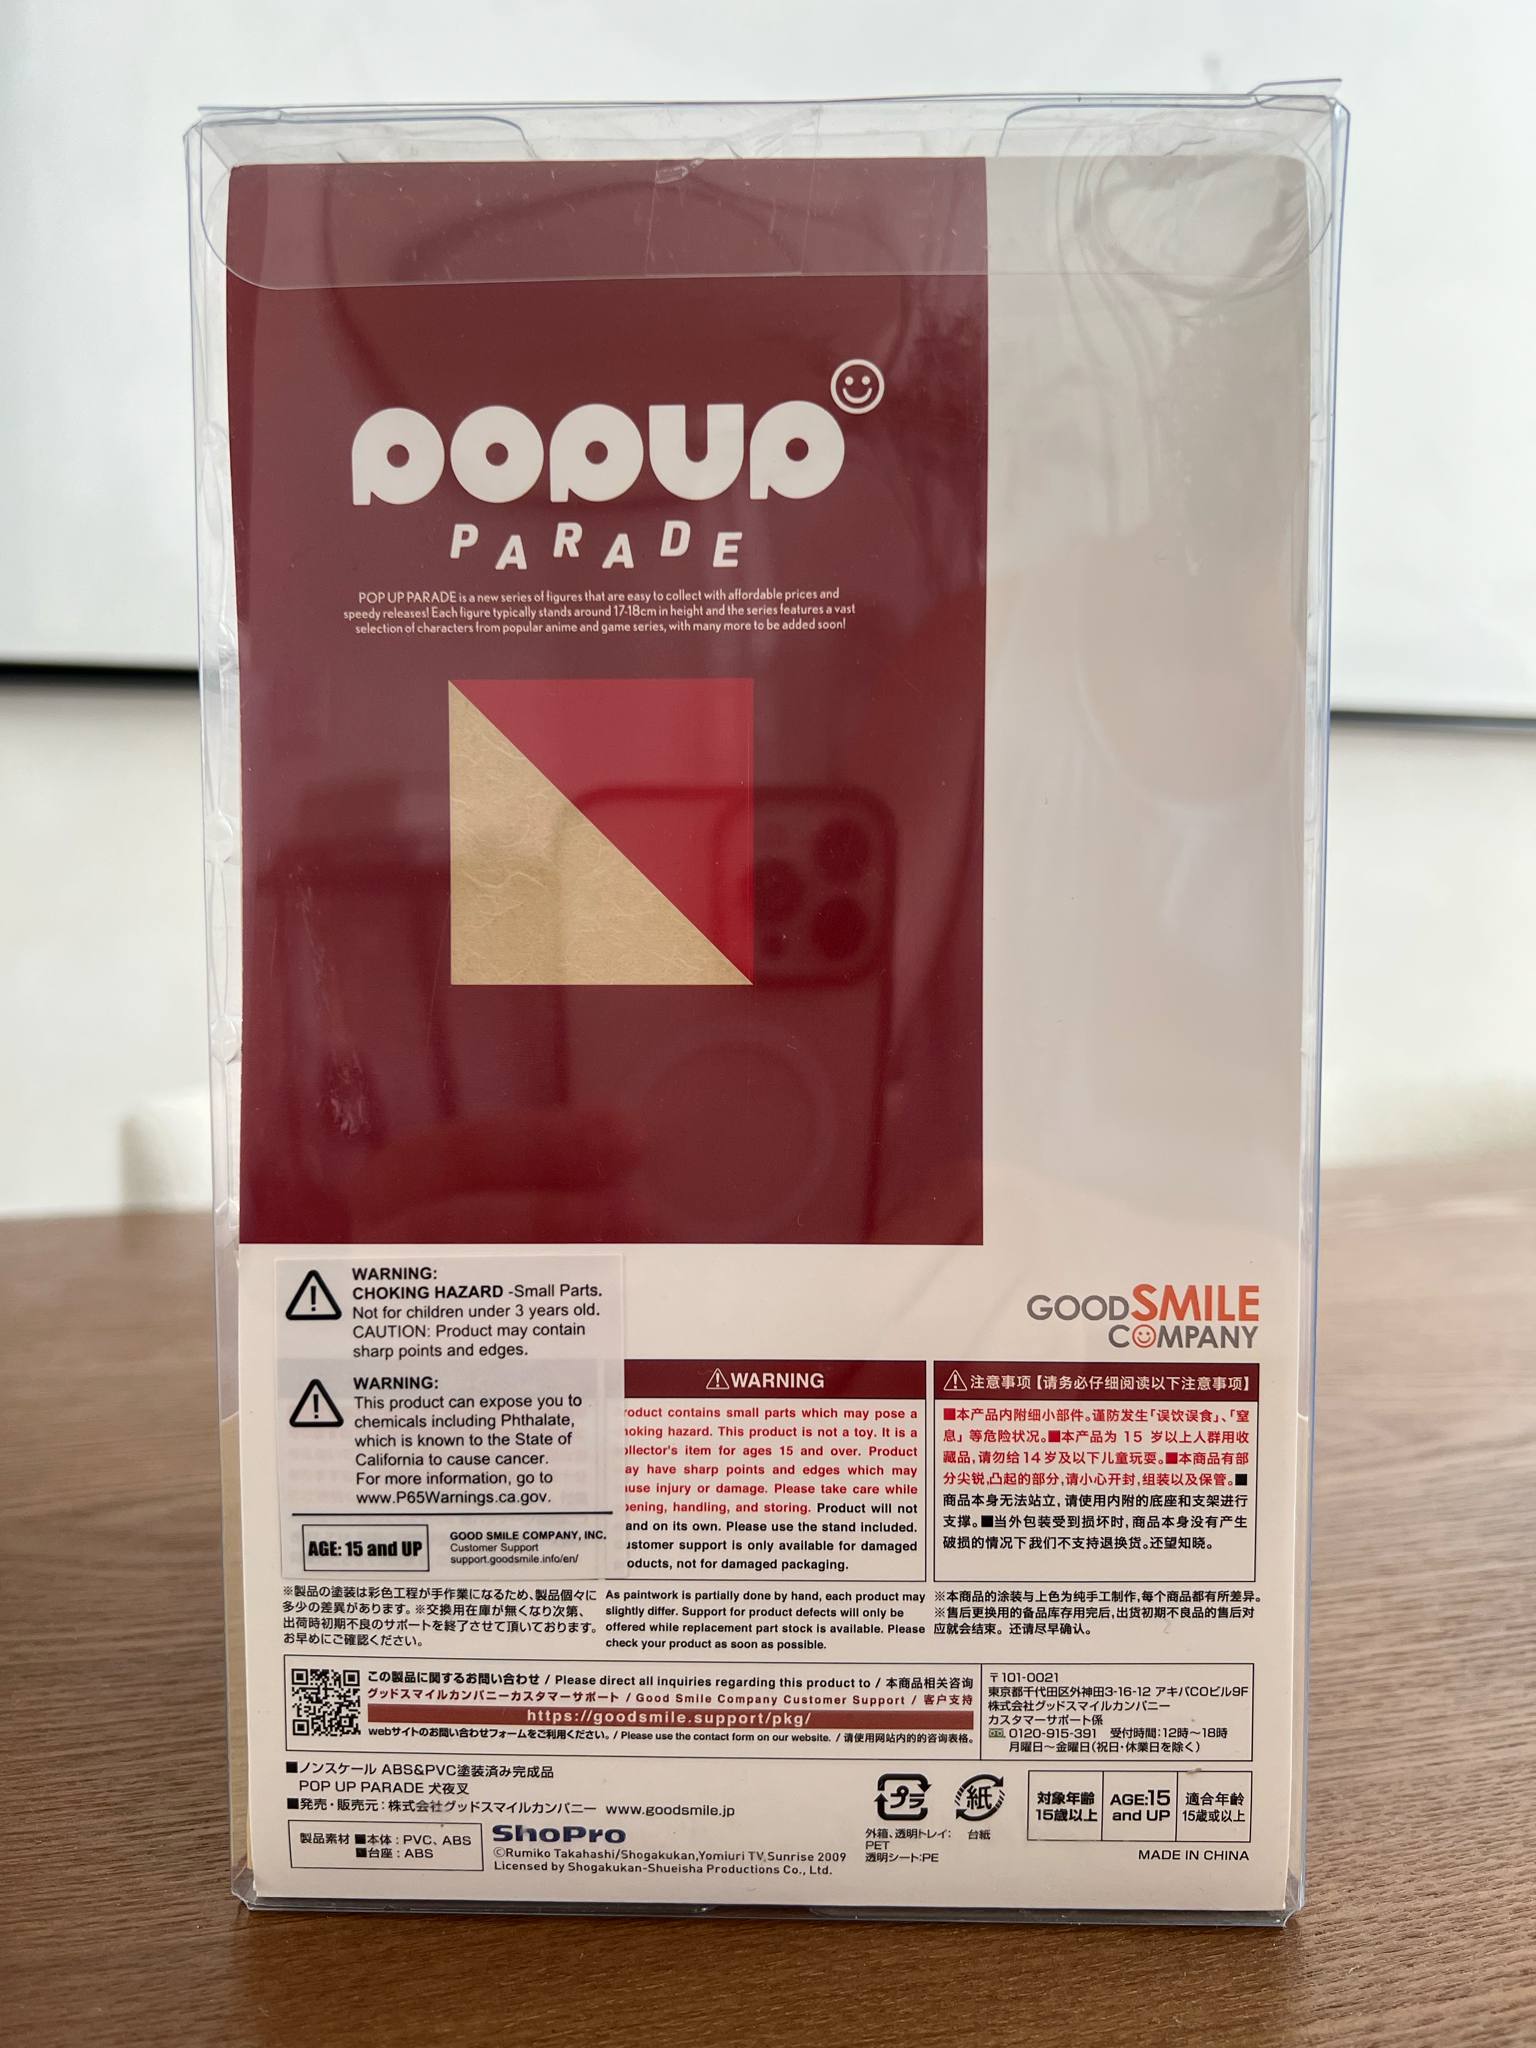 POPUP
PARADE
POP UP PARADE is a new series of figures that are easy to collect with affordable prices and
speedy releases! Each figure typically stands around 17-18cm in height and the series features a vast
selection of characters from popular anime and game series, with many more to be added soon!
WARNING:
CHOKING HAZARD -Small Parts.
Not for children under 3 years old.
CAUTION: Product may contain
sharp points and edges.
WARNING:
This product can expose you to
chemicals including Phthalate,
which is known to the State of
California to cause cancer.
For more information, go to
www.P65Warnings.ca.gov.
AGE: 15 and UP
GOOD SMILE COMPANY, INC.
Customer Support
support.goodsmile.info/en/
GOOD SMILE
COMPANY
WARNING
roduct contains small parts which may pose a
hoking hazard. This product is not a toy. It is a
ollector's item for ages 15 and over. Product
ay have sharp points and edges which may
ause injury or damage. Please take care while
pening, handling, and storing. Product will not
and on its own. Please use the stand included.
ustomer support is only available for damaged
oducts, not for damaged packaging.
注意事项【请务必仔细阅读以下注意事项】
■本产品内附细小部件。谨防发生「误饮误食」、「窒
息」等危险状况。■本产品为 15 岁以上人群用收
藏品,请勿给14岁及以下儿童玩耍。■本商品有部
分尖锐,凸起的部分,请小心开封,组装以及保管。■
商品本身无法站立,请使用内附的底座和支架进行
支撑。■当外包装受到损坏时,商品本身没有产生
破损的情况下我们不支持退换货。还望知晓。
※製品の塗装は彩色工程が手作業になるため、製品個々に
多少の差異があります。※交換用在庫が無くなり次第、
出荷時初期不良のサポートを終了させて頂いております。
お早めにご確認ください。
As paintwork is partially done by hand, each product may
slightly differ. Support for product defects will only be
offered while replacement part stock is available. Please
check your product as soon as possible.
※本商品的涂装与上色为纯手工制作,每个商品都有所差异。
※售后更换用的备品库存用完后,出货初期不良品的售后对
应就会结束。还请尽早确认。
この製品に関するお問い合わせ / Please direct all inquiries regarding this product to / 本商品相关咨询
グッドスマイルカンパニーカスタマーサポート / Good Smile Company Customer Support / 客户支持
https://goodsmile.support/pkg/
webサイトのお問い合わせフォームをご利用ください。/ Please use the contact form on our website. / 请使用网站内的的咨询表格。
〒101-0021
東京都千代田区外神田3-16-12 アキバCOビル9F
株式会社グッドスマイルカンパニー
カスタマーサポート係
0120-915-391 受付時間:12時～18時
月曜日～金曜日(祝日・休業日を除く)
■ノンスケール ABS&PVC塗装済み完成品
POP UP PARADE 犬夜叉
■発売・販売元:株式会社グッドスマイルカンパニー www.goodsmile.jp
製品素材 ■本体:PVC、ABS
■台座:ABS
ShoPro
©Rumiko Takahashi/Shogakukan,Yomiuri TV,Sunrise 2009
Licensed by Shogakukan-Shueisha Productions Co., Ltd.
プラ
紙
外箱、透明トレイ:
PET
透明シート:PE
台紙
対象年齢
15歳以上
AGE:15
and UP
適合年齢
15歳或以上
MADE IN CHINA